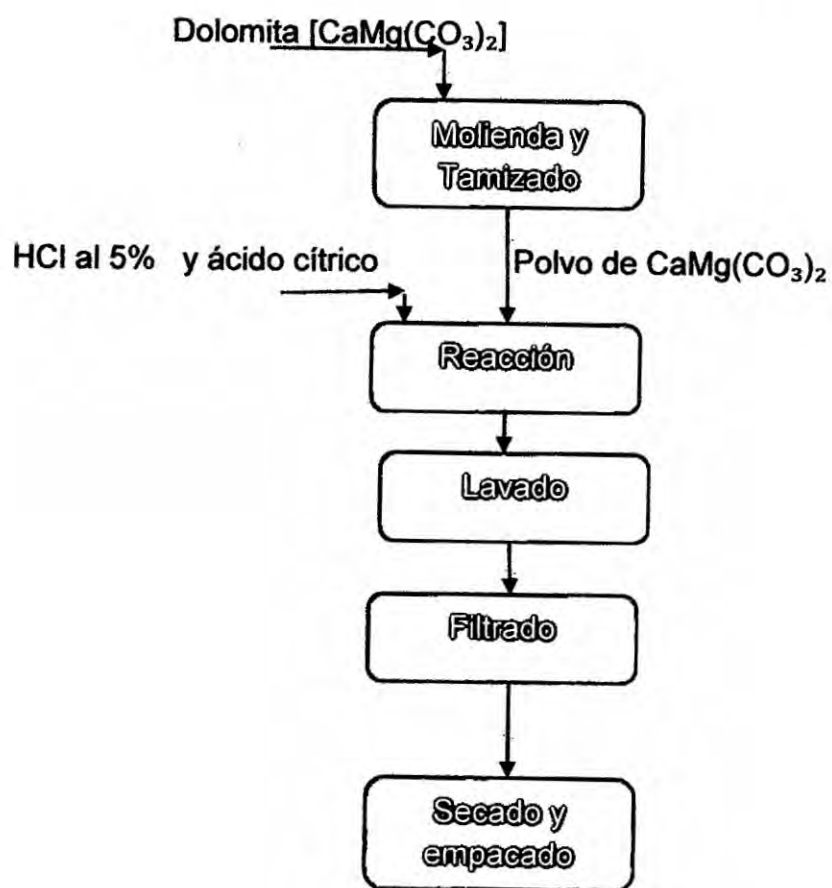 Dolomita [CaMg(CO₃)₂]
Molienda y
Tamizado
HCl al 5% y ácido cítrico
Polvo de CaMg(CO₃)₂
Reacción
Lavado
Filtrado
Secado y
empacado